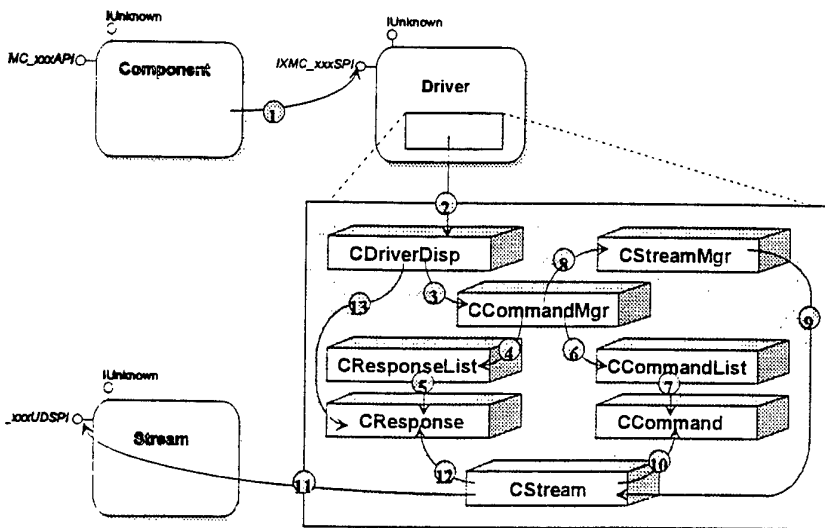 IUnknown
IUnknown
MC_xxxAPI
Component
IXMC_xxxSPI
Driver
1
2
CDriverDisp
8
CStreamMgr
13
3
CCommandMgr
9
CResponseList
4
6
CCommandList
5
7
IUnknown
_xxxUDSPI
Stream
CResponse
CCommand
12
10
11
CStream